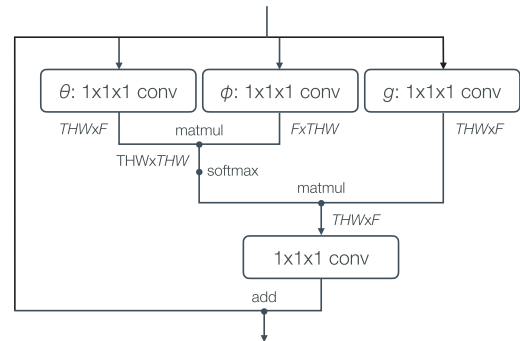 θ: 1x1x1 conv
ϕ: 1x1x1 conv
g: 1x1x1 conv
THWxF
matmul
FxTHW
THWxF
THWxTHW
softmax
matmul
THWxF
1x1x1 conv
add